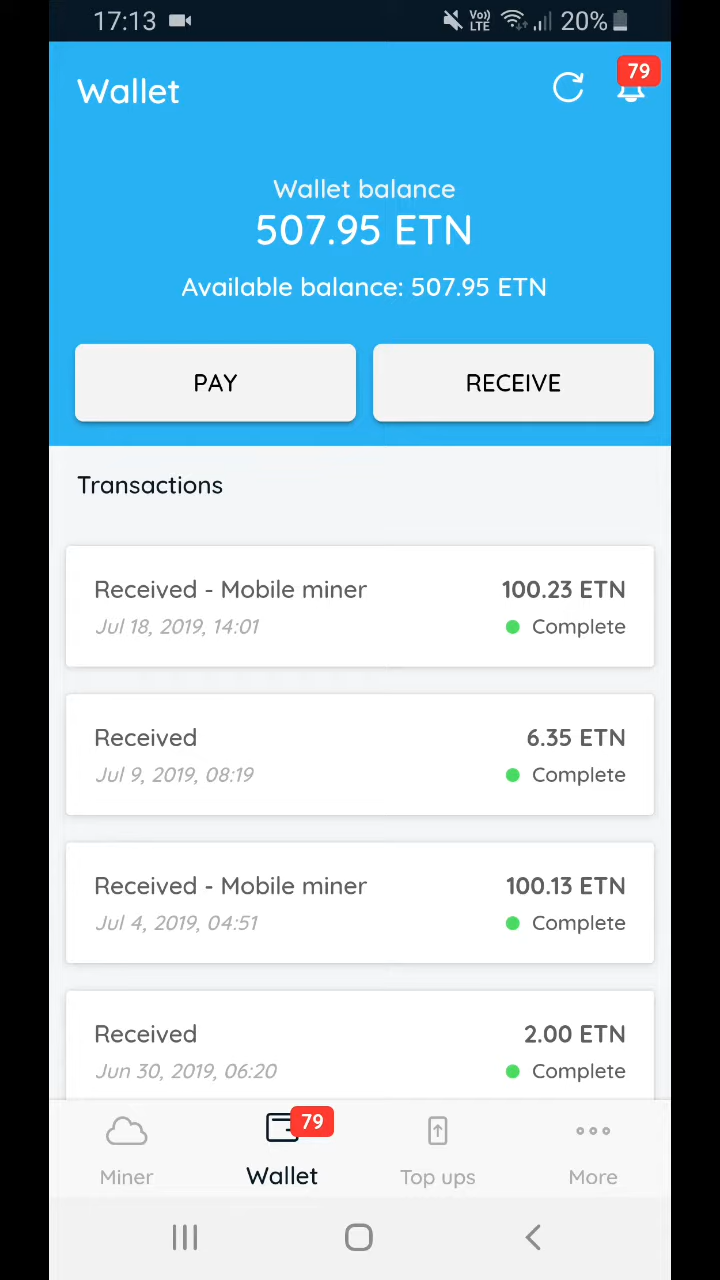 17:13 Vo)) LTE 20%
Wallet 79
Wallet balance
507.95 ETN
Available balance: 507.95 ETN
PAY RECEIVE
Transactions
Received - Mobile miner 100.23 ETN
Jul 18, 2019, 14:01 Complete
Received 6.35 ETN
Jul 9, 2019, 08:19 Complete
Received - Mobile miner 100.13 ETN
Jul 4, 2019, 04:51 Complete
Received 2.00 ETN
Jun 30, 2019, 06:20 Complete
79
Miner Wallet Top ups More